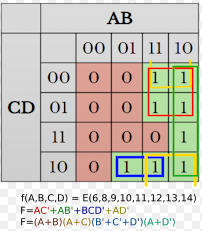 AB
00 01 11 10
00 0 0 1 1
CD 01 0 0 1 1
11 0 0 0 1
10 0 1 1 1
f(A,B,C,D) = E(6,8,9,10,11,12,13,14)
F=AC'+AB'+BCD'+AD'
F=(A+B)(A+C)(B'+C'+D')(A+D')